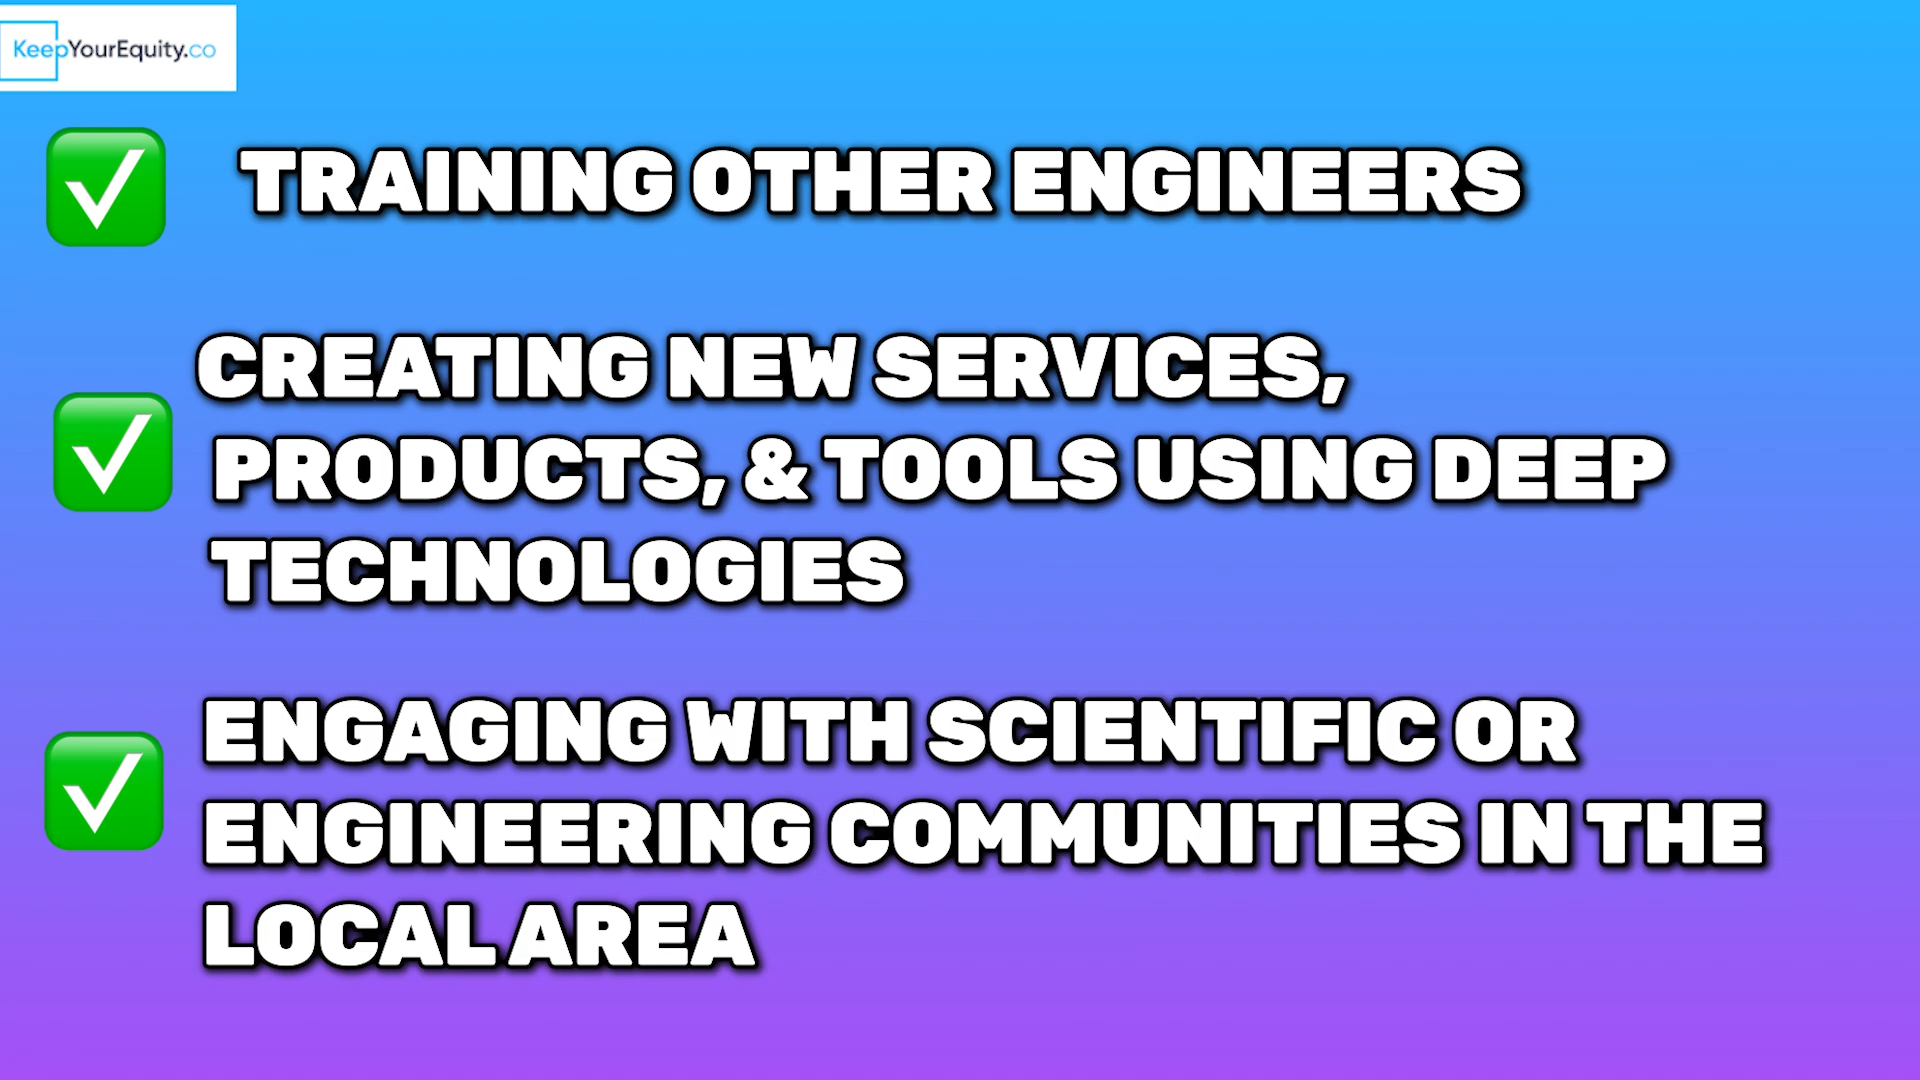 KeepYourEquity.co
TRAINING OTHER ENGINEERS
CREATING NEW SERVICES,
PRODUCTS, & TOOLS USING DEEP
TECHNOLOGIES
ENGAGING WITH SCIENTIFIC OR
ENGINEERING COMMUNITIES IN THE
LOCAL AREA